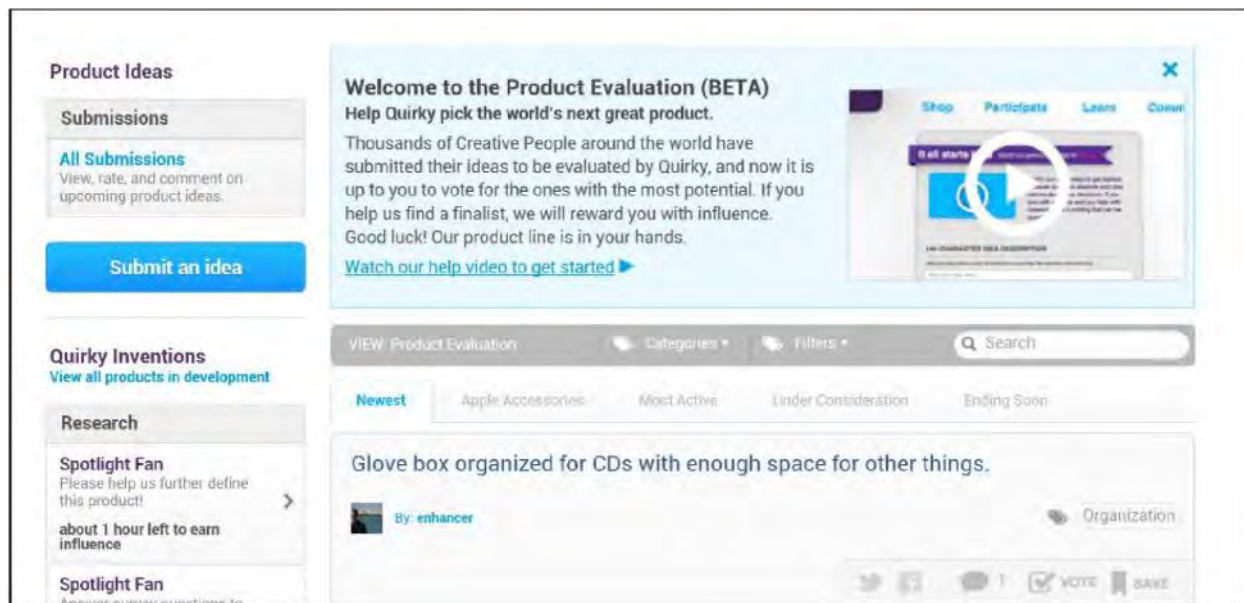 Product Ideas
Submissions
All Submissions
View, rate, and comment on
upcoming product ideas.
Submit an idea
Quirky Inventions
View all products in development
Research
Spotlight Fan
Please help us further define
this product!
about 1 hour left to earn
influence
Spotlight Fan
Answer survey questions to
Welcome to the Product Evaluation (BETA)
Help Quirky pick the world's next great product.
Thousands of Creative People around the world have
submitted their ideas to be evaluated by Quirky, and now it is
up to you to vote for the ones with the most potential. If you
help us find a finalist, we will reward you with influence.
Good luck! Our product line is in your hands.
Watch our help video to get started
Shop Participate Learn
It all starts
VIEW: Product Evaluation Categories Filters Search
Newest Apple Accessories Most Active Under Consideration Ending Soon
Glove box organized for CDs with enough space for other things.
By: enhancer Organization
1 VOTE SAVE